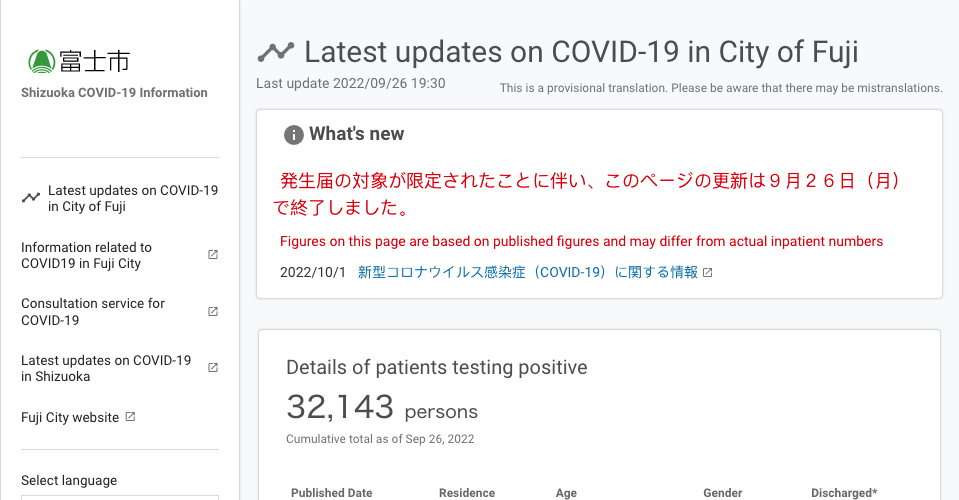 富士市
Shizuoka COVID-19 Information
Latest updates on COVID-19
in City of Fuji
Information related to
COVID19 in Fuji City
Consultation service for
COVID-19
Latest updates on COVID-19
in Shizuoka
Fuji City website
Select language
Latest updates on COVID-19 in City of Fuji
Last update 2022/09/26 19:30
This is a provisional translation. Please be aware that there may be mistranslations.
What's new
発生届の対象が限定されたことに伴い、このページの更新は９月２６日（月）
で終了しました。
Figures on this page are based on published figures and may differ from actual inpatient numbers
2022/10/1 新型コロナウイルス感染症（COVID-19）に関する情報
Details of patients testing positive
32,143 persons
Cumulative total as of Sep 26, 2022
Published Date Residence Age Gender Discharged*